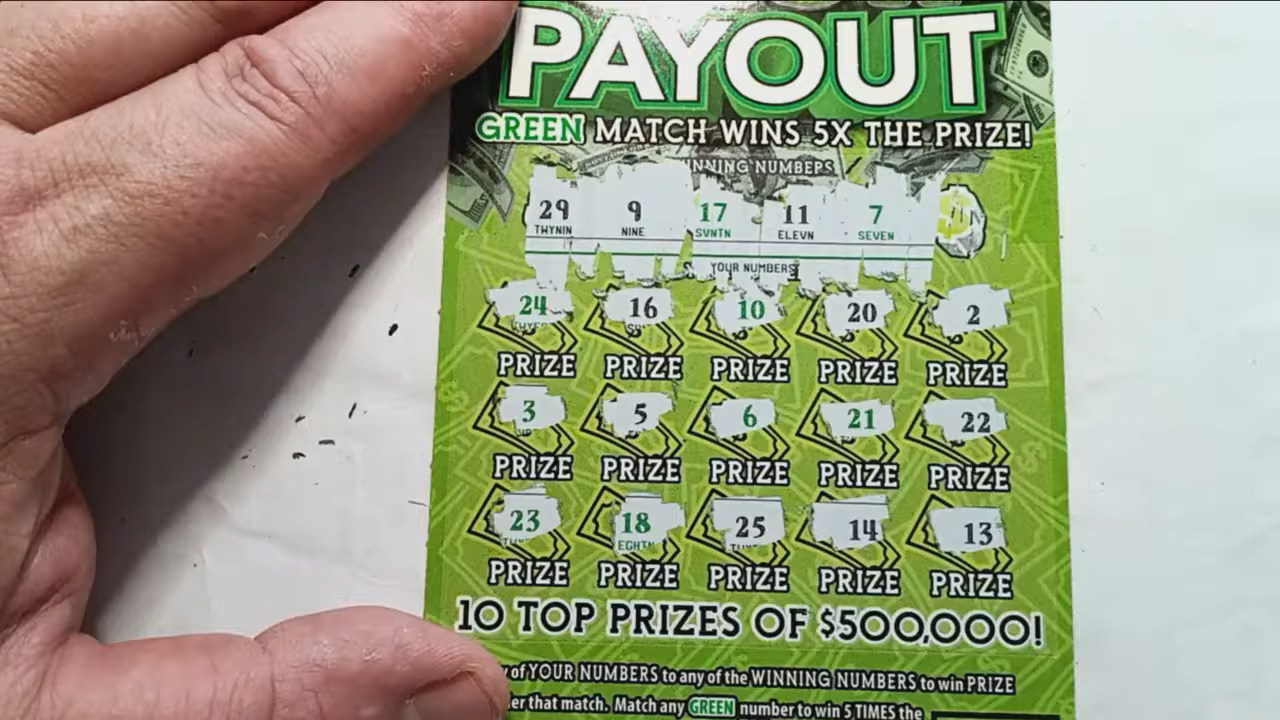 PAYOUT
GREEN MATCH WINS 5X THE PRIZE!
NUMBERS
29 9 17 11 7
THYNIN NINE SVNTN ELEVN SEVEN
YOUR NUMBERS
24 16 10 20 2
PRIZE PRIZE PRIZE PRIZE PRIZE
3 5 6 21 22
PRIZE PRIZE PRIZE PRIZE PRIZE
23 18 25 14 13
EGHTN
PRIZE PRIZE PRIZE PRIZE PRIZE
10 TOP PRIZES OF $500,000!
of YOUR NUMBERS to any of the WINNING NUMBERS to win PRIZE
that match. Match any GREEN number to win 5 TIMES the